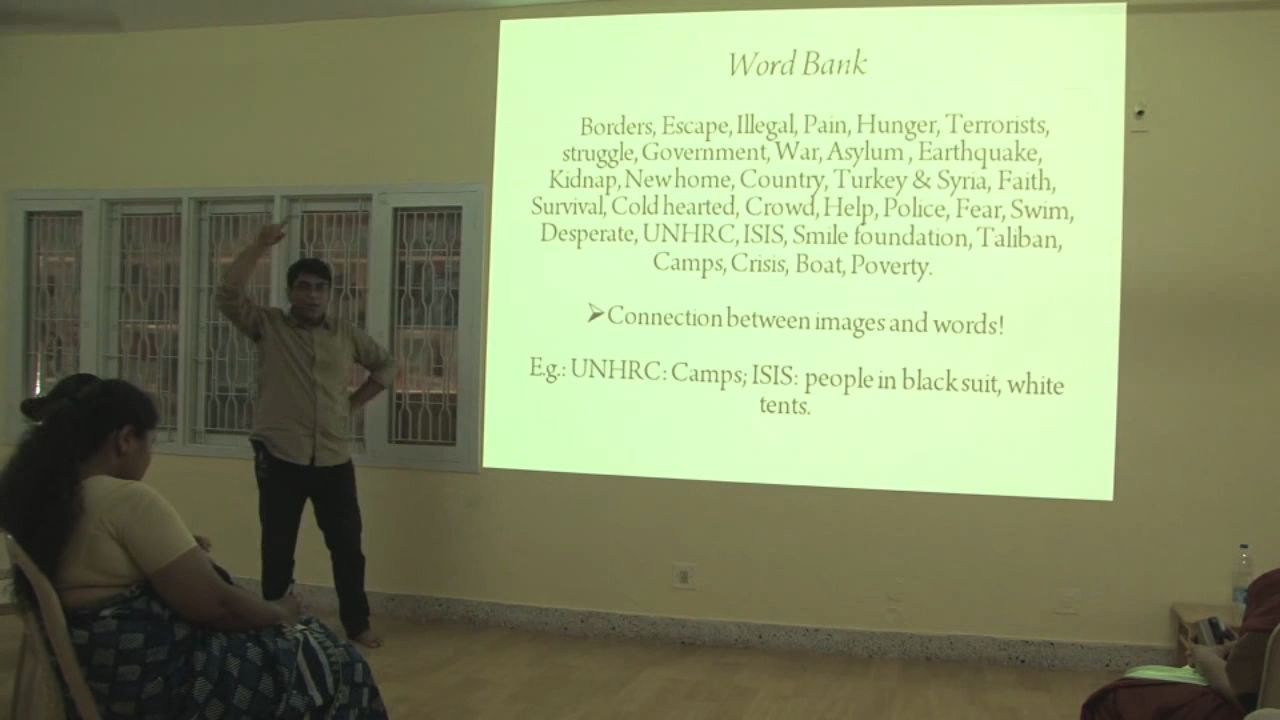 Word Bank
Borders, Escape, Illegal, Pain, Hunger, Terrorists,
struggle, Government, War, Asylum , Earthquake,
Kidnap, New home, Country, Turkey & Syria, Faith,
Survival, Cold hearted, Crowd, Help, Police, Fear, Swim,
Desperate, UNHRC, ISIS, Smile foundation, Taliban,
Camps, Crisis, Boat, Poverty.
➢Connection between images and words!
E.g.: UNHRC: Camps; ISIS: people in black suit, white
tents.